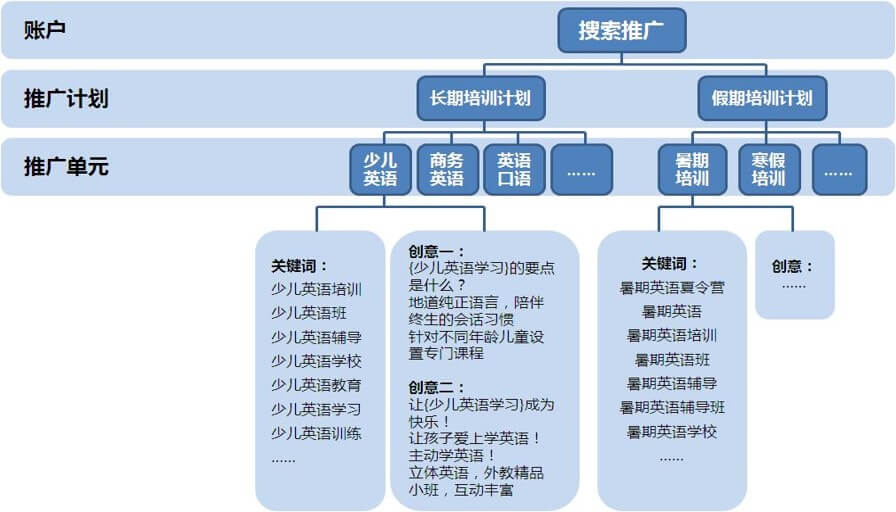 账户
搜索推广
推广计划
长期培训计划
假期培训计划
推广单元
少儿
英语
商务
英语
英语
口语
……
暑期
培训
寒假
培训
……
关键词：
少儿英语培训
少儿英语班
少儿英语辅导
少儿英语学校
少儿英语教育
少儿英语学习
少儿英语训练
......
创意一：
{少儿英语学习}的要点
是什么？
地道纯正语言，陪伴
终生的会话习惯
针对不同年龄儿童设
置专门课程
创意二：
让{少儿英语学习}成为
快乐！
让孩子爱上学英语！
主动学英语！
立体英语，外教精品
小班，互动丰富
关键词：
暑期英语夏令营
暑期英语
暑期英语培训
暑期英语班
暑期英语辅导
暑期英语辅导班
暑期英语学校
......
创意：
......